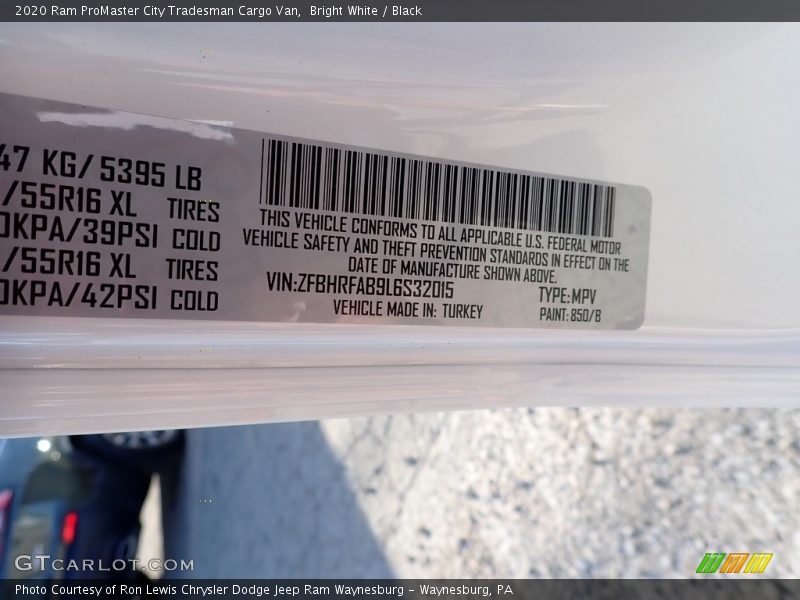 2020 Ram ProMaster City Tradesman Cargo Van,  Bright White / Black
47 KG/ 5395 LB
/55R16 XL TIRES
0KPA/39PSI COLD
/55R16 XL TIRES
0KPA/42PSI COLD
THIS VEHICLE CONFORMS TO ALL APPLICABLE U.S. FEDERAL MOTOR
VEHICLE SAFETY AND THEFT PREVENTION STANDARDS IN EFFECT ON THE
DATE OF MANUFACTURE SHOWN ABOVE.
VIN:ZFBHRFAB9L6S32015 TYPE:MPV
VEHICLE MADE IN: TURKEY PAINT:850/B
GTCARLOT.COM
Photo Courtesy of Ron Lewis Chrysler Dodge Jeep Ram Waynesburg - Waynesburg, PA